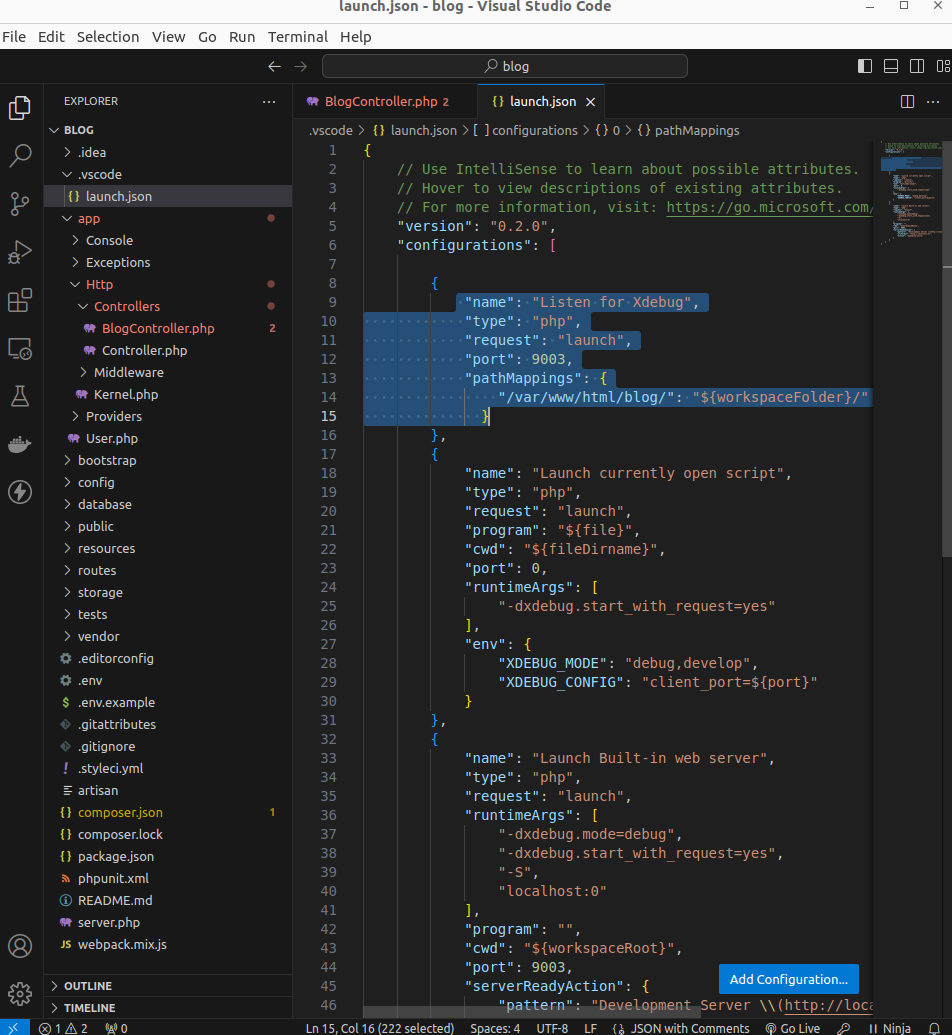 launch.json - blog - Visual Studio Code
File Edit Selection View Go Run Terminal Help
blog
EXPLORER
BLOG
.idea
.vscode
launch.json
app
Console
Exceptions
Http
Controllers
BlogController.php 2
Controller.php
Middleware
Kernel.php
Providers
User.php
bootstrap
config
database
public
resources
routes
storage
tests
vendor
.editorconfig
.env
.env.example
.gitattributes
.gitignore
.styleci.yml
artisan
composer.json 1
composer.lock
package.json
phpunit.xml
README.md
server.php
webpack.mix.js
OUTLINE
TIMELINE
BlogController.php 2 launch.json
.vscode > {} launch.json > [ ] configurations > {} 0 > {} pathMappings
1 {
2 // Use IntelliSense to learn about possible attributes.
3 // Hover to view descriptions of existing attributes.
4 // For more information, visit: https://go.microsoft.com/
5 "version": "0.2.0",
6 "configurations": [
7
8 {
9 "name": "Listen for Xdebug",
10 "type": "php",
11 "request": "launch",
12 "port": 9003,
13 "pathMappings": {
14 "/var/www/html/blog/": "${workspaceFolder}/"
15 }
16 },
17 {
18 "name": "Launch currently open script",
19 "type": "php",
20 "request": "launch",
21 "program": "${file}",
22 "cwd": "${fileDirname}",
23 "port": 0,
24 "runtimeArgs": [
25 "-dxdebug.start_with_request=yes"
26 ],
27 "env": {
28 "XDEBUG_MODE": "debug,develop",
29 "XDEBUG_CONFIG": "client_port=${port}"
30 }
31 },
32 {
33 "name": "Launch Built-in web server",
34 "type": "php",
35 "request": "launch",
36 "runtimeArgs": [
37 "-dxdebug.mode=debug",
38 "-dxdebug.start_with_request=yes",
39 "-S",
40 "localhost:0"
41 ],
42 "program": "",
43 "cwd": "${workspaceRoot}",
44 "port": 9003,
45 "serverReadyAction": {
46 "pattern": "Development Server \\(http://loca
Add Configuration...
1 2 0 Ln 15, Col 16 (222 selected) Spaces: 4 UTF-8 LF {} JSON with Comments Go Live Ninja